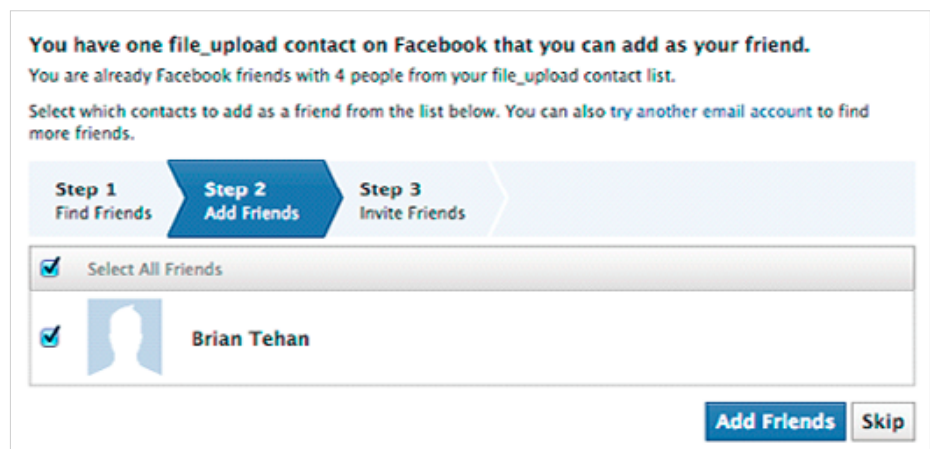 You have one file_upload contact on Facebook that you can add as your friend.
You are already Facebook friends with 4 people from your file_upload contact list.
Select which contacts to add as a friend from the list below. You can also try another email account to find
more friends.
Step 1
Find Friends
Step 2
Add Friends
Step 3
Invite Friends
Select All Friends
Brian Tehan
Add Friends
Skip